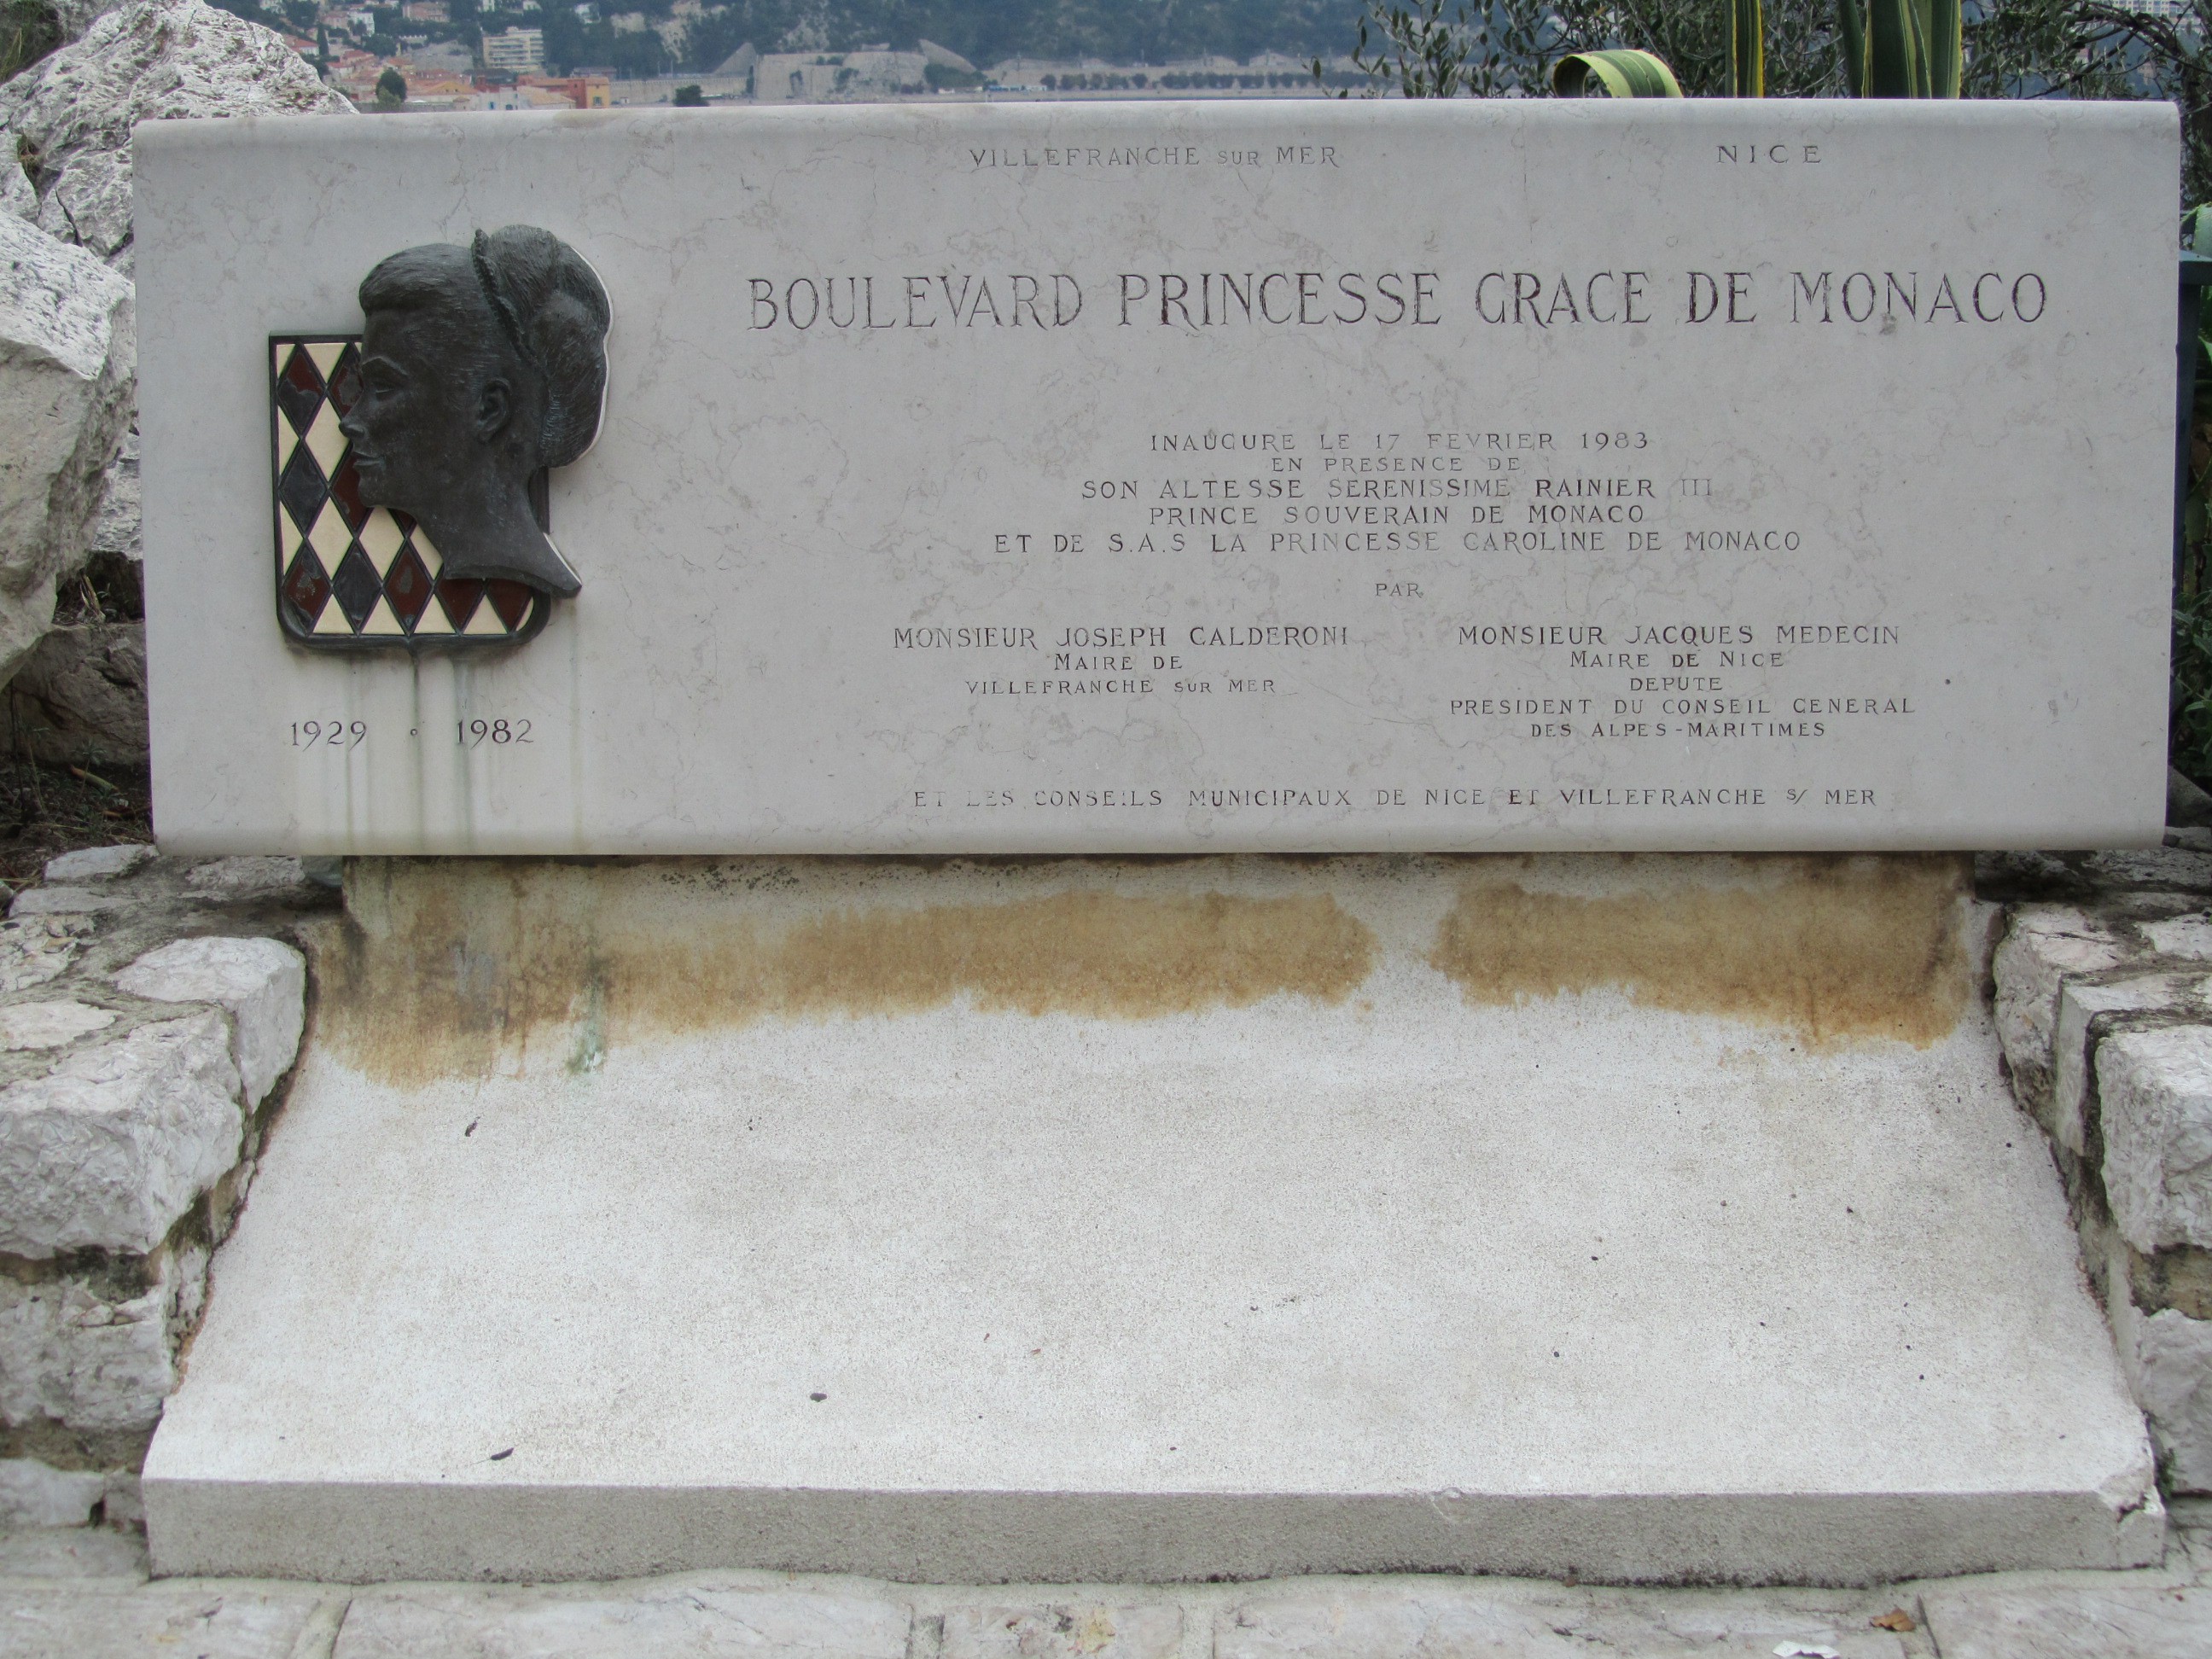 VILLEFRANCHE SUR MER NICE
BOULEVARD PRINCESSE GRACE DE MONACO
INAUGURE LE 17 FEVRIER 1983
EN PRESENCE DE
SON ALTESSE SERENISSIME RAINIER III
PRINCE SOUVERAIN DE MONACO
ET DE S.A.S LA PRINCESSE CAROLINE DE MONACO
PAR
MONSIEUR JOSEPH CALDERONI
MAIRE DE
VILLEFRANCHE SUR MER
MONSIEUR JACQUES MEDECIN
MAIRE DE NICE
DEPUTE
PRESIDENT DU CONSEIL GENERAL
DES ALPES-MARITIMES
1929 ° 1982
ET LES CONSEILS MUNICIPAUX DE NICE ET VILLEFRANCHE S/ MER